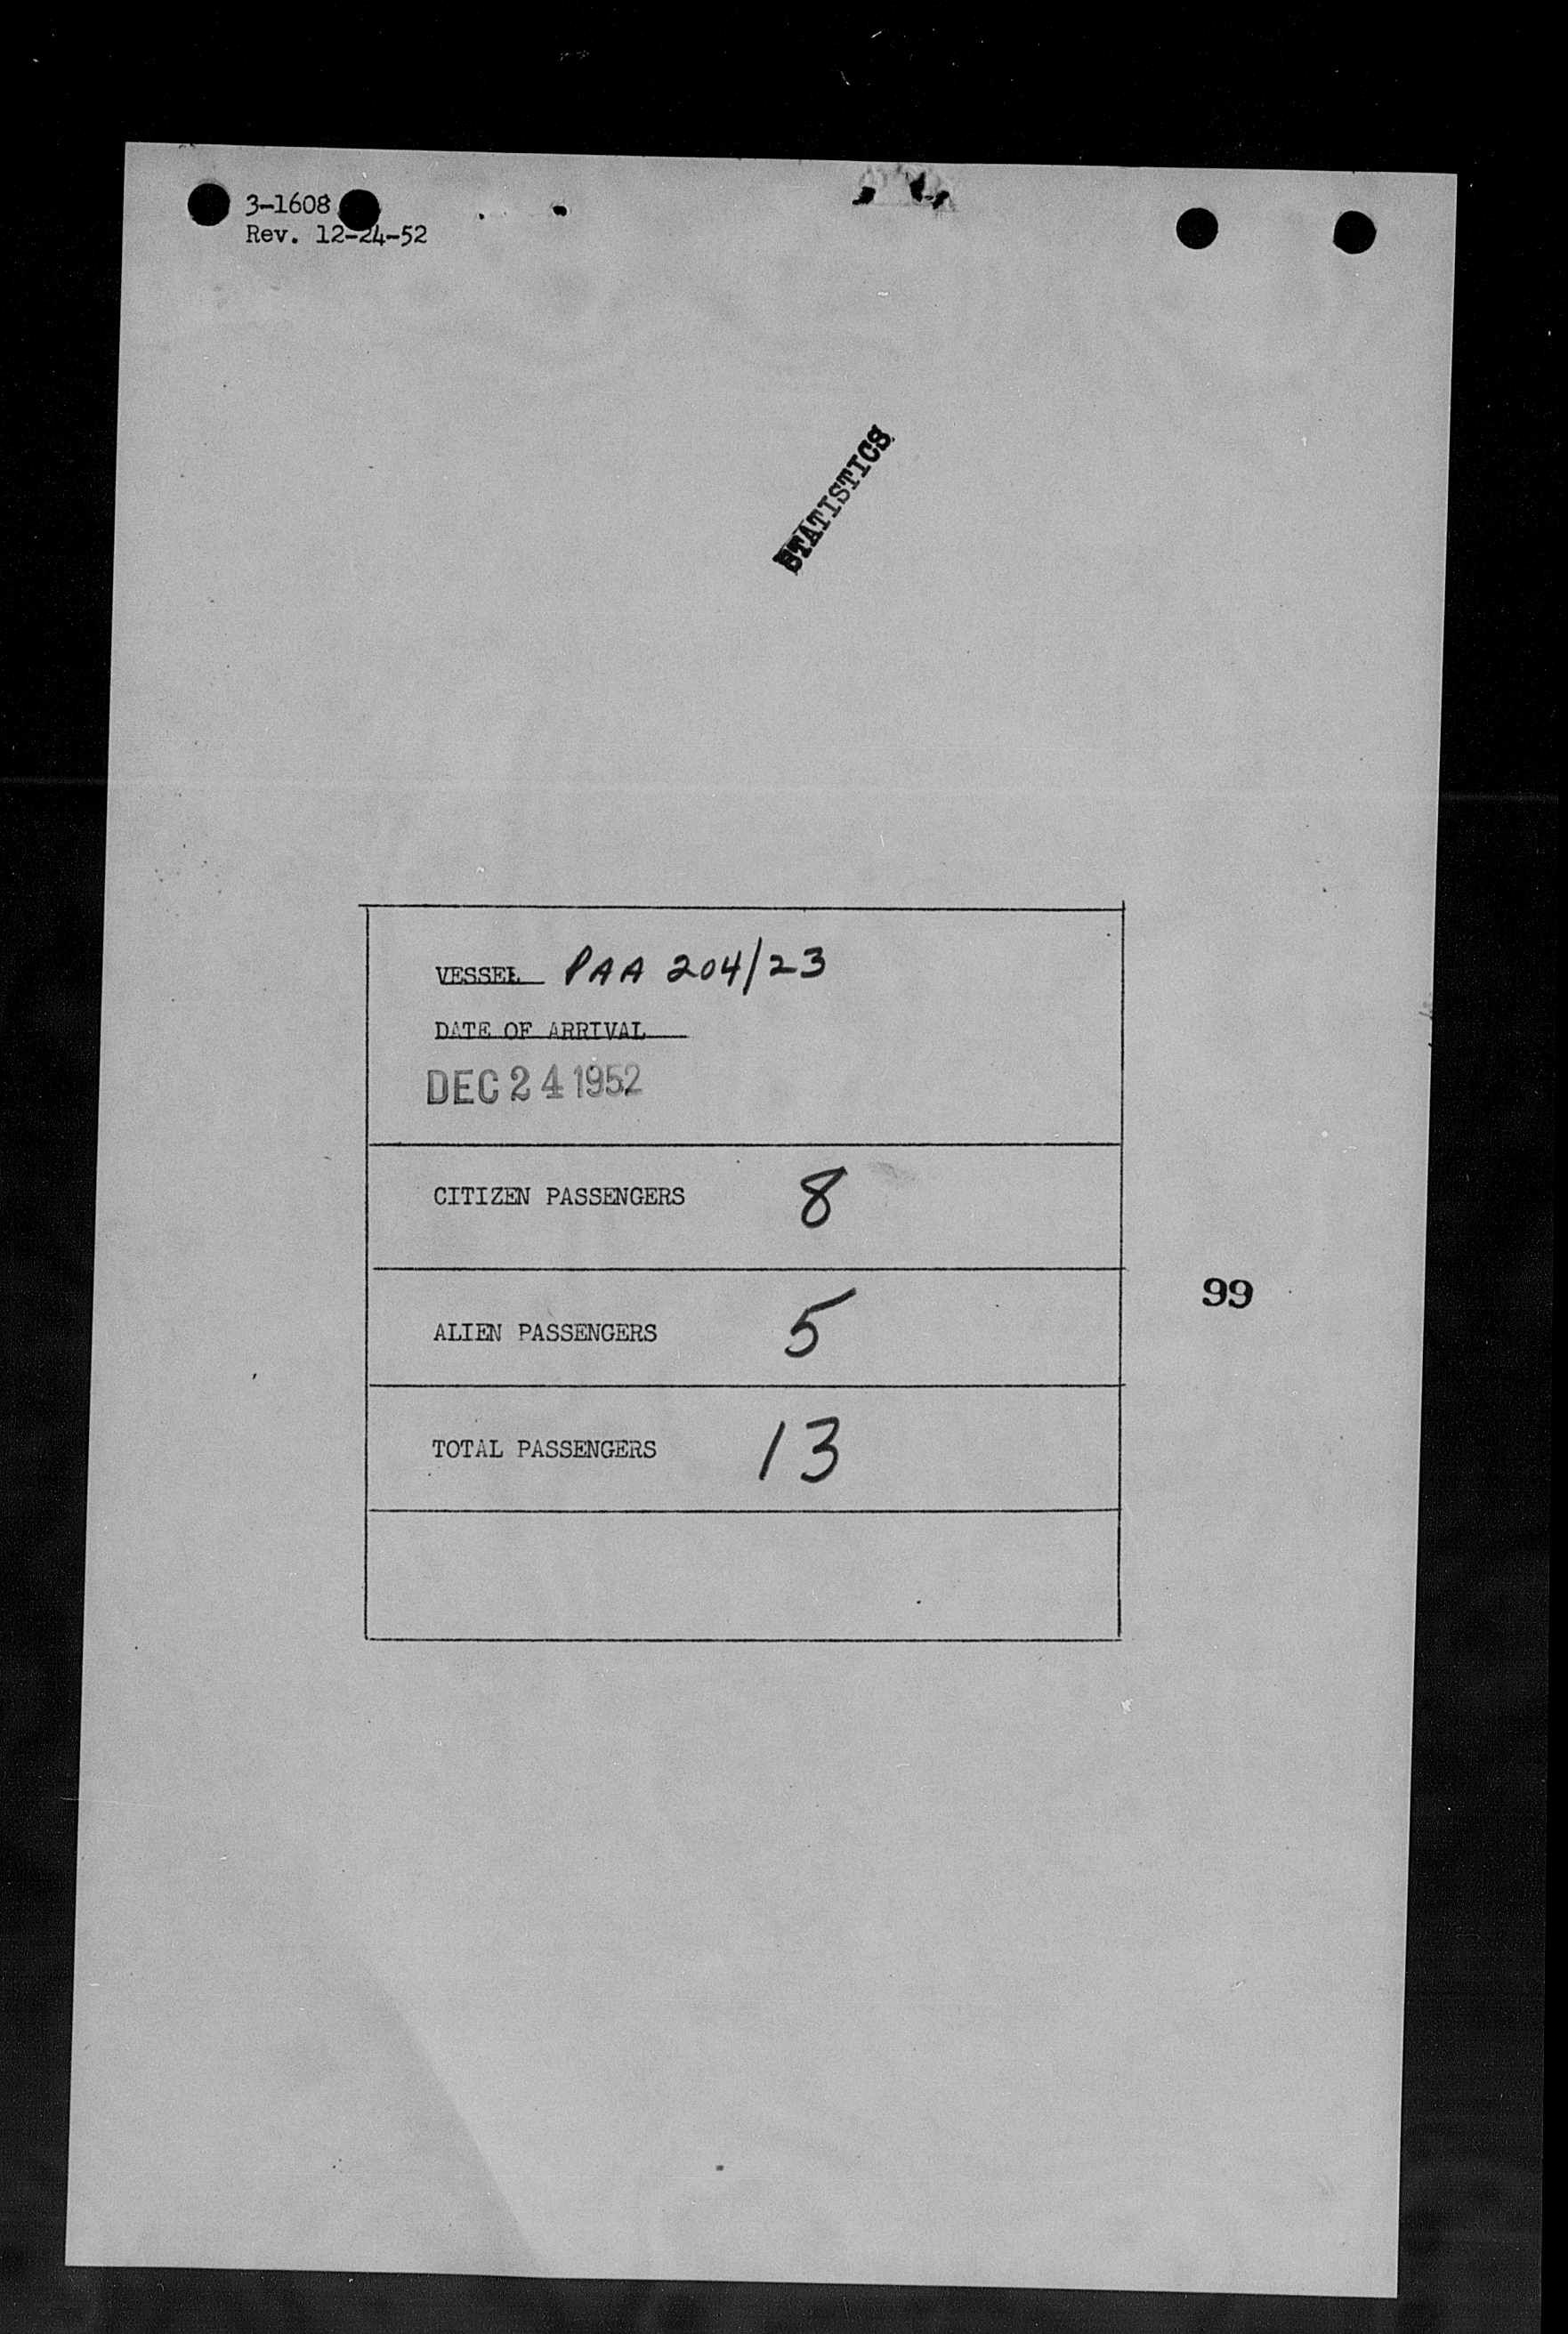 3-1608
Rev. 12-24-52
STATISTICS
VESSEL PAA 204/23
DATE OF ARRIVAL
DEC 24 1952
CITIZEN PASSENGERS 8
99
ALIEN PASSENGERS 5
TOTAL PASSENGERS 13